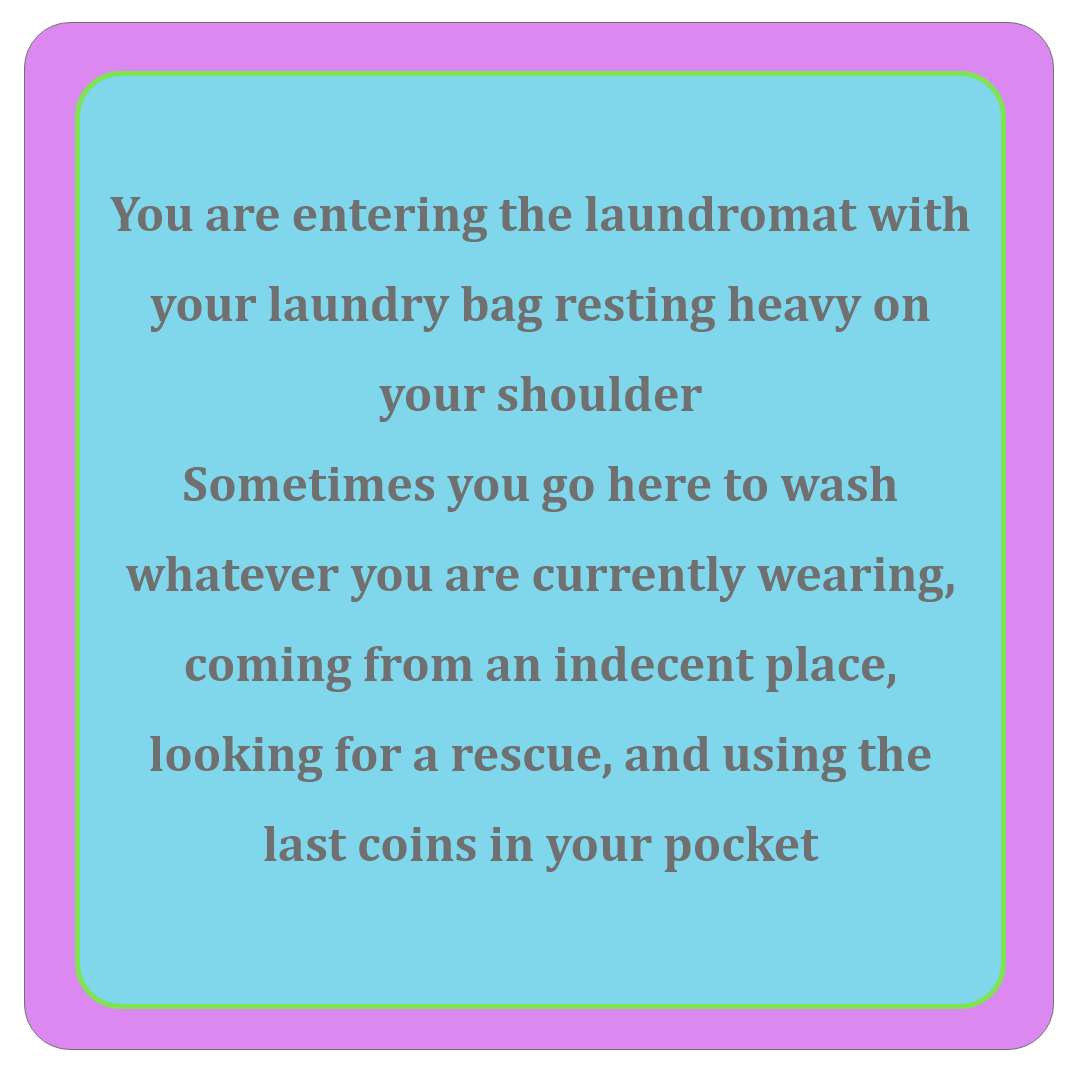 You are entering the laundromat with
your laundry bag resting heavy on
your shoulder
Sometimes you go here to wash
whatever you are currently wearing,
coming from an indecent place,
looking for a rescue, and using the
last coins in your pocket